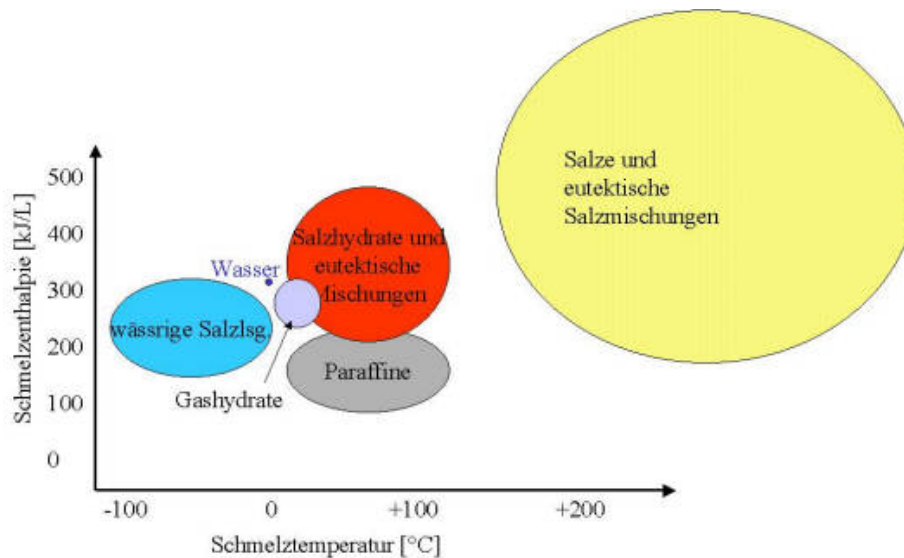 Salze und
eutektische
Salzmischungen
Schmelzenthalpie [kJ/L]
500
400
300
200
100
0
Salzhydrate und
eutektische
Mischungen
Wasser
wässrige Salzlsg.
Paraffine
Gashydrate
-100
0
+100
+200
Schmelztemperatur [°C]